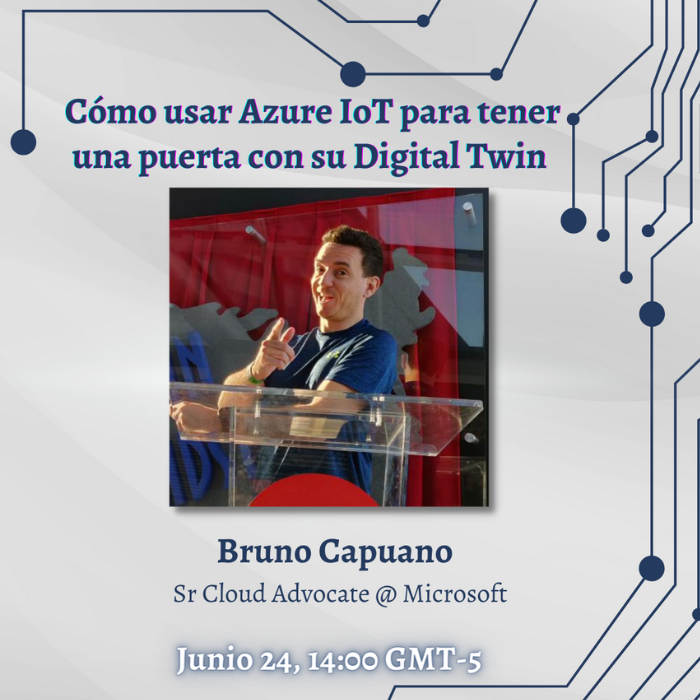 Cómo usar Azure IoT para tener
una puerta con su Digital Twin
Bruno Capuano
Sr Cloud Advocate @ Microsoft
Junio 24, 14:00 GMT-5